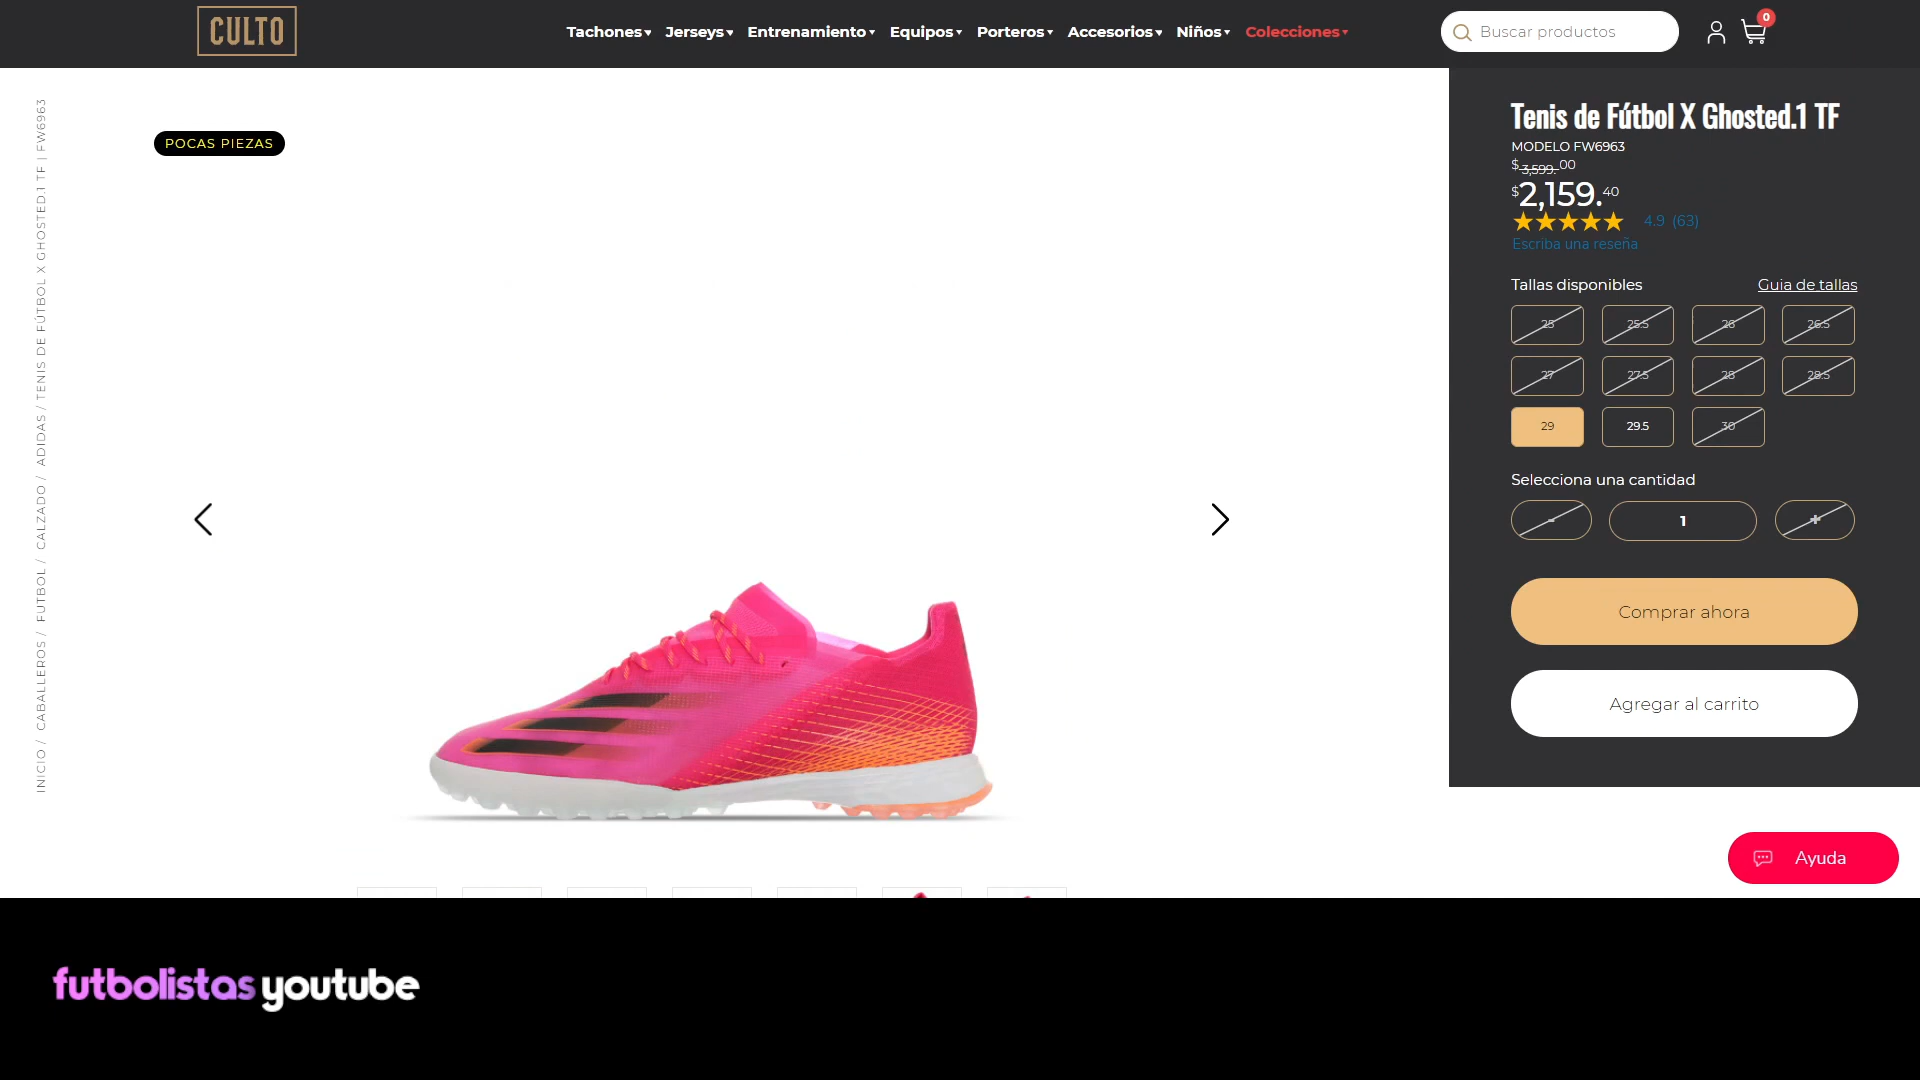 CULTO
Tachones Jerseys Entrenamiento Equipos Porteros Accesorios Niños Colecciones
Buscar productos
0
INICIO / CABALLEROS / FUTBOL / CALZADO / ADIDAS / TENIS DE FÚTBOL X GHOSTED.1 TF | FW6963
POCAS PIEZAS
Tenis de Fútbol X Ghosted.1 TF
MODELO FW6963
$3,599.00
$2,159.40
4.9 (63)
Escriba una reseña
Tallas disponibles Guia de tallas
25 25.5 26 26.5
27 27.5 28 28.5
29 29.5 30
Selecciona una cantidad
- 1 +
Comprar ahora
Agregar al carrito
Ayuda
futbolistas youtube